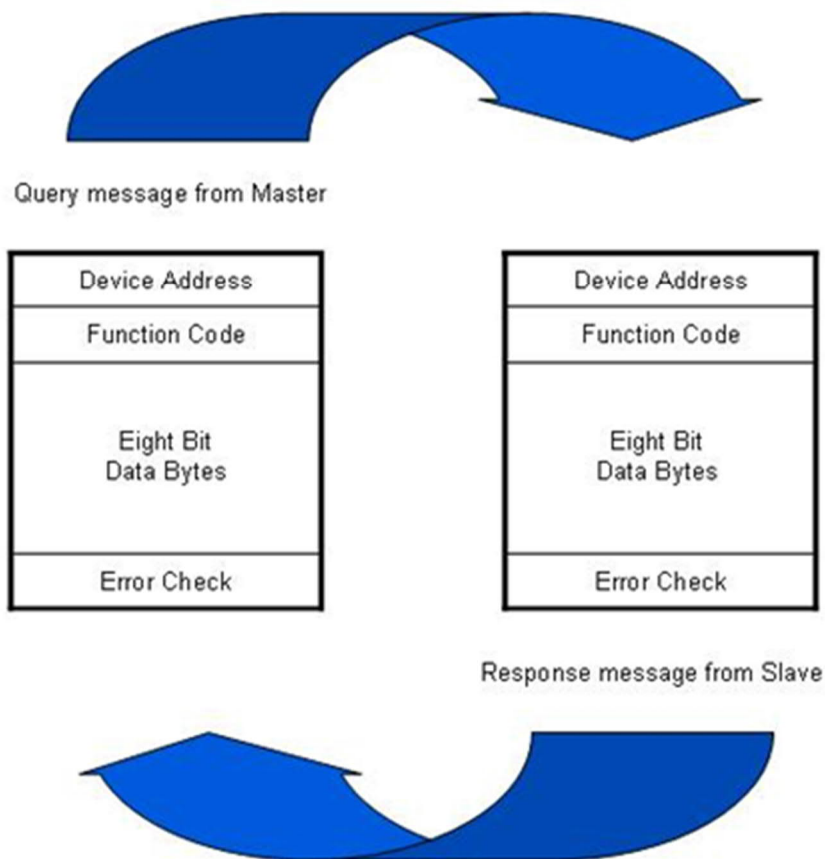 Query message from Master
Device Address
Function Code
Eight Bit
Data Bytes
Error Check
Device Address
Function Code
Eight Bit
Data Bytes
Error Check
Response message from Slave